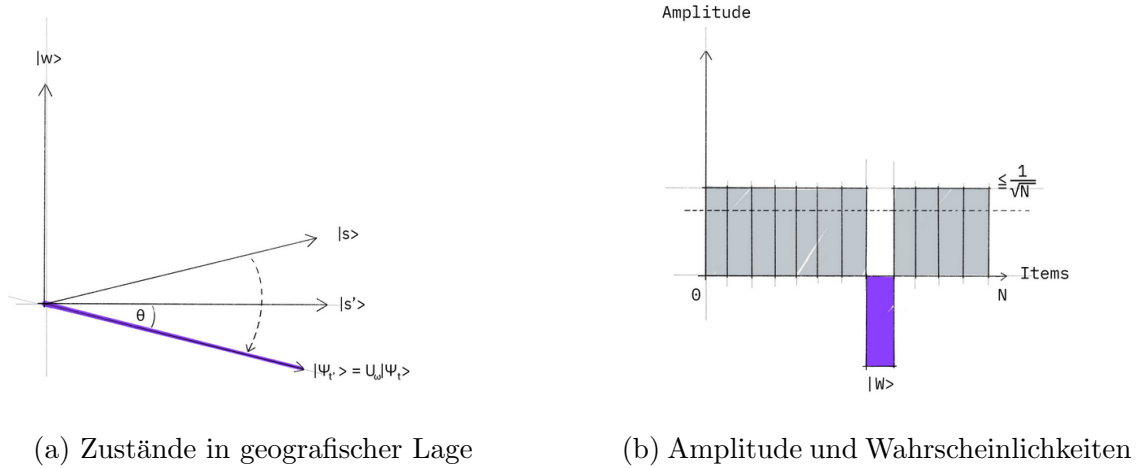 |w>
|s>
|s'>
θ
|Ψₜ'> = Uω|Ψₜ>
(a) Zustände in geografischer Lage
Amplitude
≤ 1/√N
Items
0
N
|W>
(b) Amplitude und Wahrscheinlichkeiten